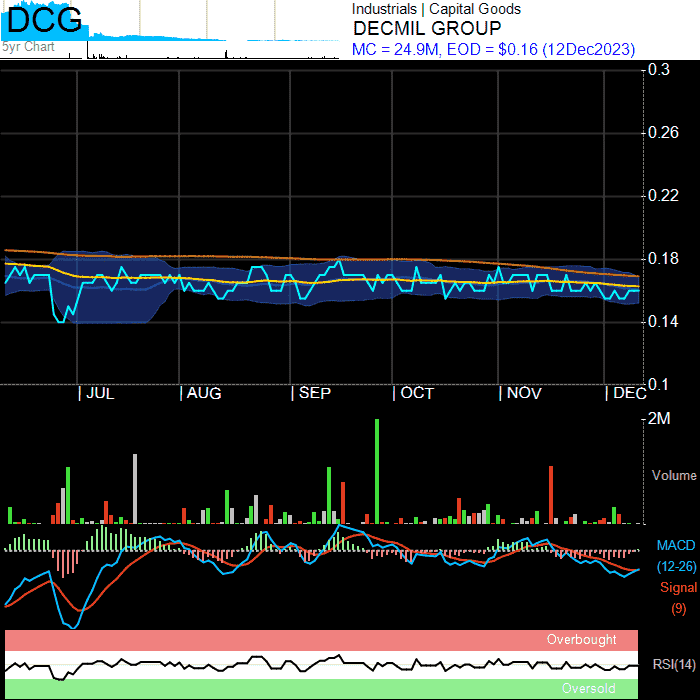 DCG
5yr Chart
Industrials | Capital Goods
DECMIL GROUP
MC = 24.9M, EOD = $0.16 (12Dec2023)
0.3
0.26
0.22
0.18
0.14
0.1
| JUL | AUG | SEP | OCT | NOV | DEC
2M
Volume
MACD
(12-26)
Signal
(9)
Overbought
RSI(14)
Oversold